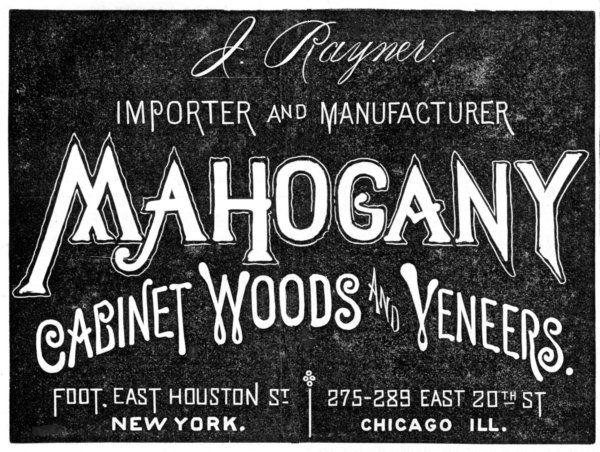 J. Rayner.
IMPORTER AND MANUFACTURER
MAHOGANY
CABINET WOODS AND VENEERS.
FOOT. EAST HOUSTON ST
NEW YORK.
275-289 EAST 20TH ST
CHICAGO ILL.